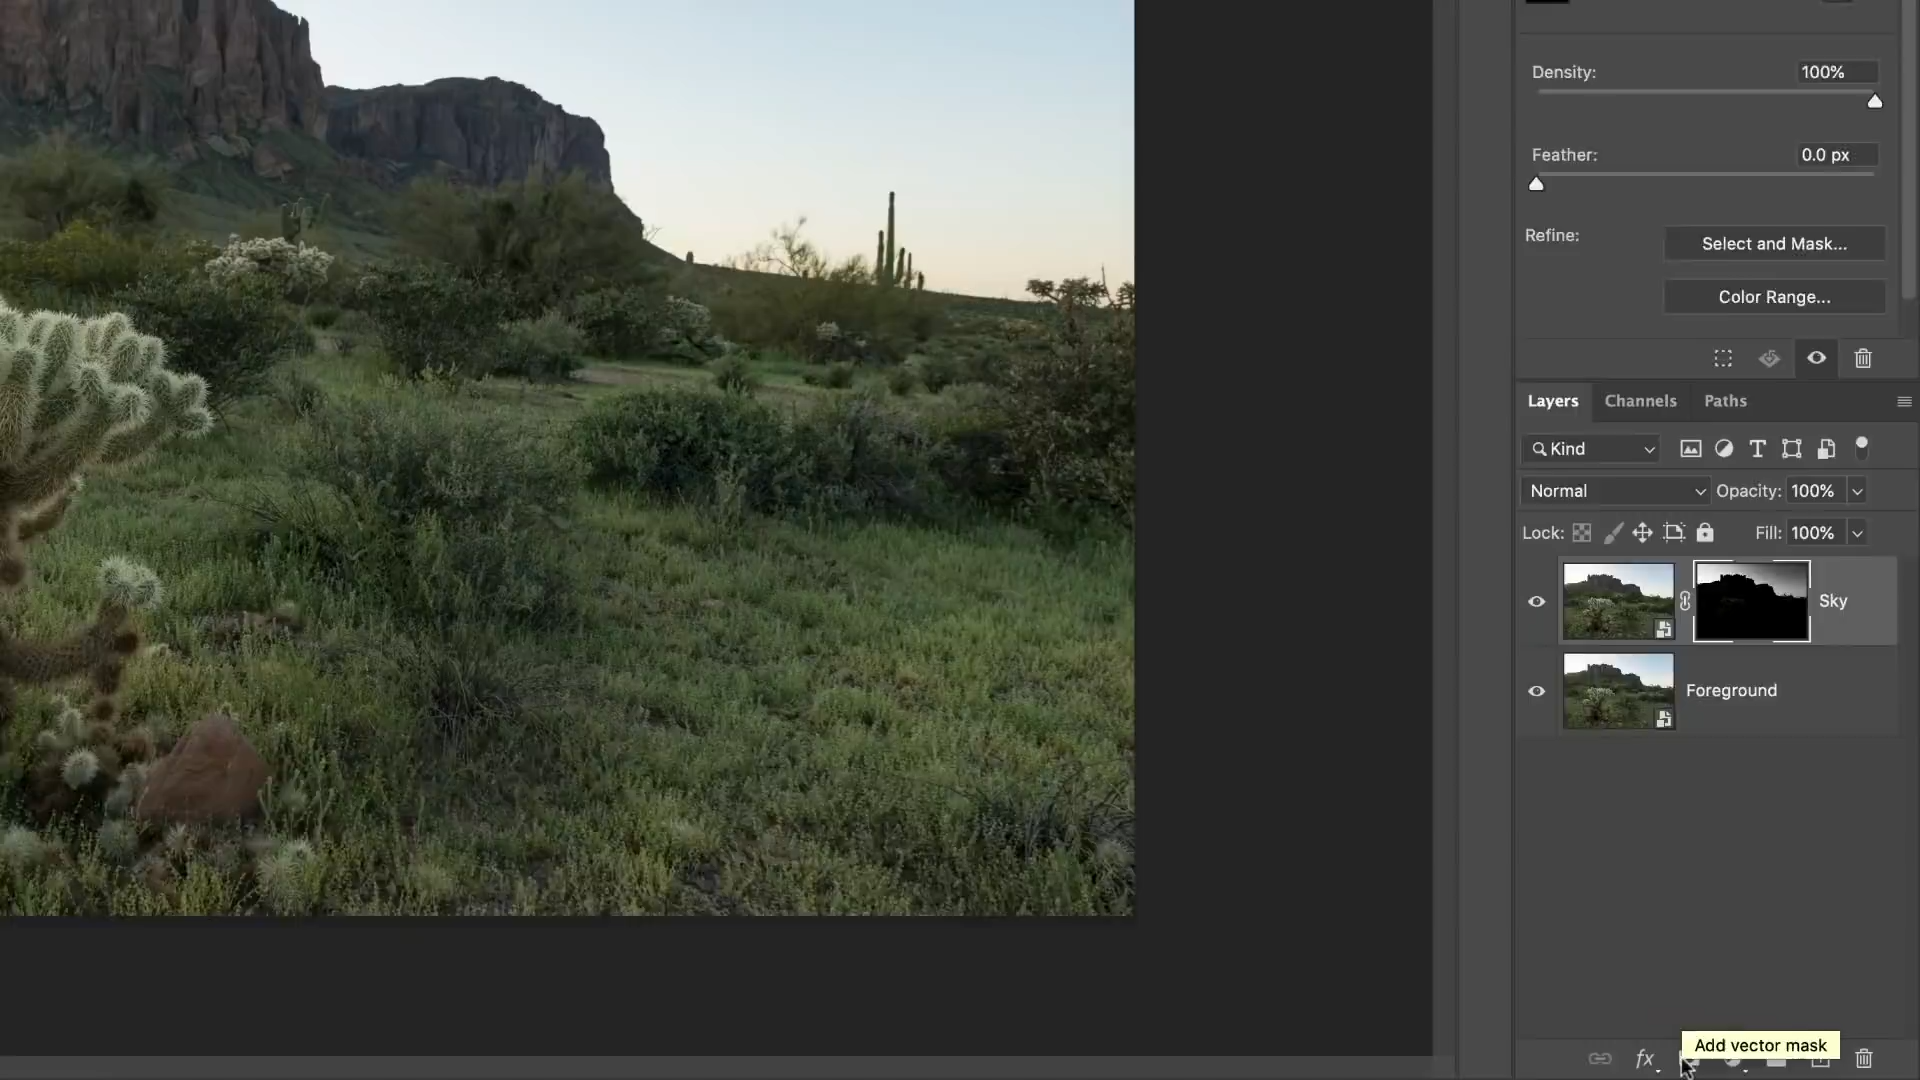 Density:
100%
Feather:
0.0 px
Refine:
Select and Mask...
Color Range...
Layers
Channels
Paths
Kind
T
Normal
Opacity: 100%
Lock:
Fill: 100%
Sky
Foreground
Add vector mask
fx